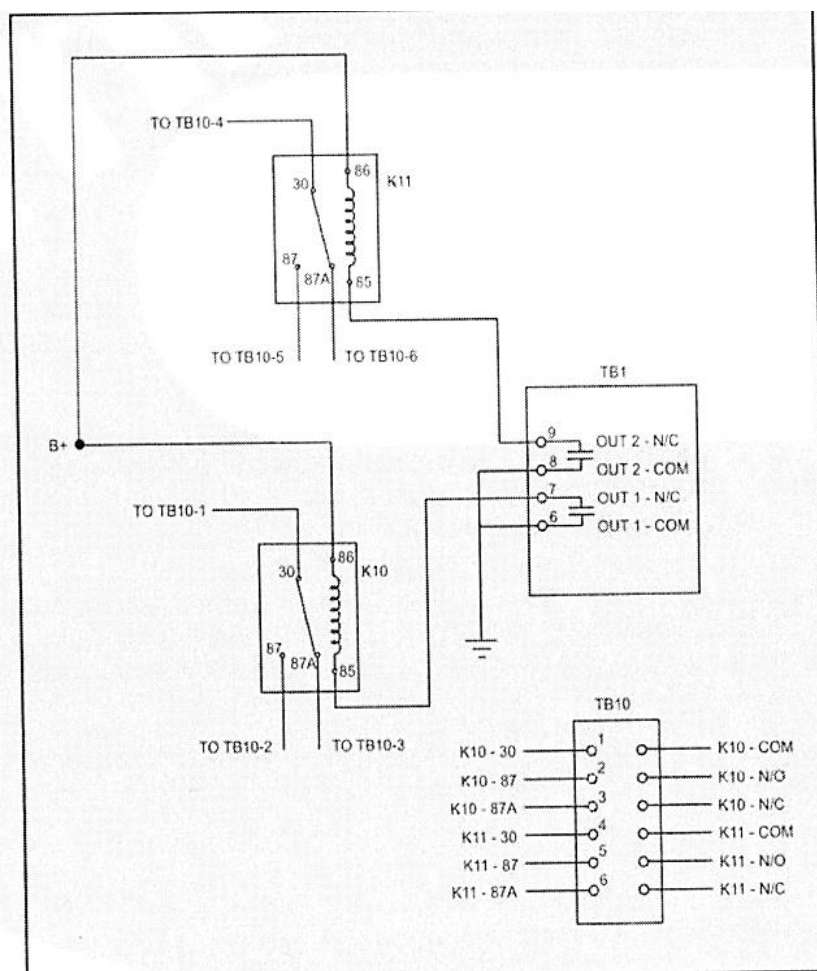 TO TB10-4
86
K11
30
87
87A
85
TO TB10-5
TO TB10-6
TB1
B+
9
OUT 2 - N/C
8
OUT 2 - COM
7
OUT 1 - N/C
6
OUT 1 - COM
TO TB10-1
86
K10
30
87
87A
85
TO TB10-2
TO TB10-3
TB10
K10 - 30
1
K10 - COM
K10 - 87
2
K10 - N/O
K10 - 87A
3
K10 - N/C
K11 - 30
4
K11 - COM
K11 - 87
5
K11 - N/O
K11 - 87A
6
K11 - N/C